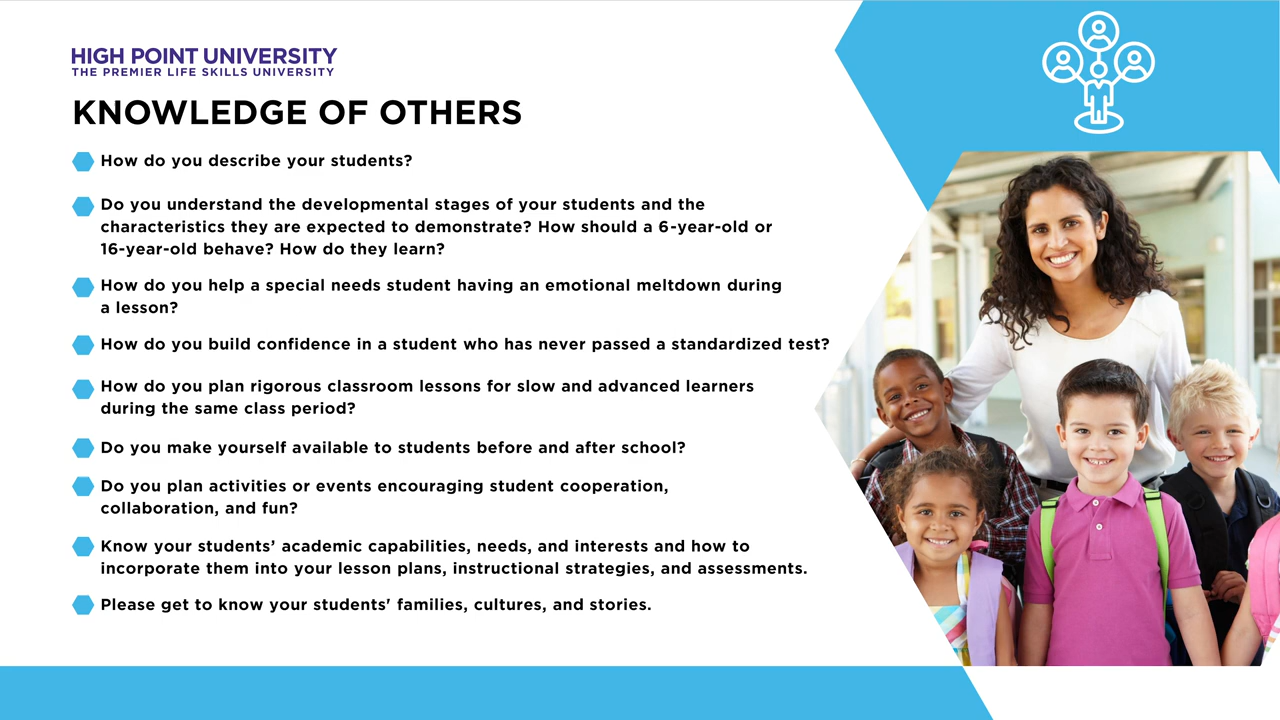 HIGH POINT UNIVERSITY
THE PREMIER LIFE SKILLS UNIVERSITY
KNOWLEDGE OF OTHERS
How do you describe your students?
Do you understand the developmental stages of your students and the
characteristics they are expected to demonstrate? How should a 6-year-old or
16-year-old behave? How do they learn?
How do you help a special needs student having an emotional meltdown during
a lesson?
How do you build confidence in a student who has never passed a standardized test?
How do you plan rigorous classroom lessons for slow and advanced learners
during the same class period?
Do you make yourself available to students before and after school?
Do you plan activities or events encouraging student cooperation,
collaboration, and fun?
Know your students’ academic capabilities, needs, and interests and how to
incorporate them into your lesson plans, instructional strategies, and assessments.
Please get to know your students' families, cultures, and stories.